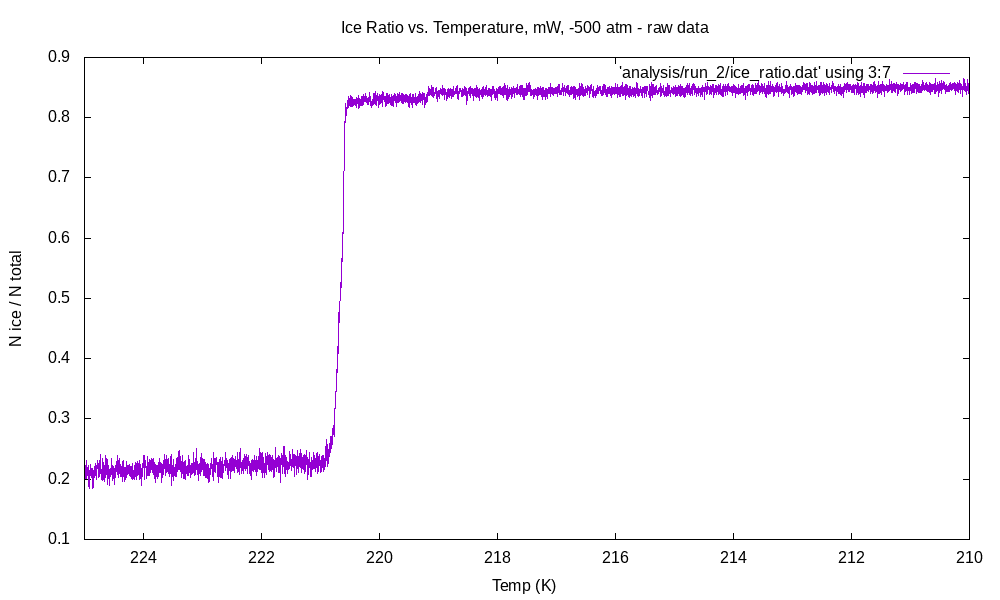 Ice Ratio vs. Temperature, mW, -500 atm - raw data
'analysis/run_2/ice_ratio.dat' using 3:7
N ice / N total
0.9
0.8
0.7
0.6
0.5
0.4
0.3
0.2
0.1
224 222 220 218 216 214 212 210
Temp (K)